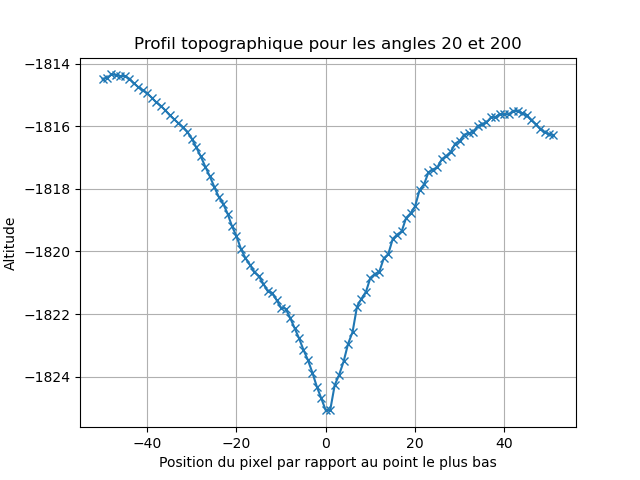 Profil topographique pour les angles 20 et 200
−1814
−1816
−1818
−1820
−1822
−1824
Altitude
−40 −20 0 20 40
Position du pixel par rapport au point le plus bas